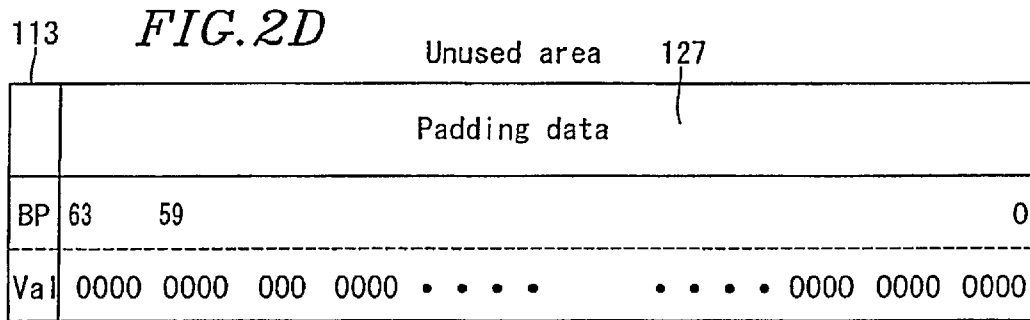 113 FIG.2D
Unused area 127
Padding data
BP 63 59 0
Val 0000 0000 000 0000 • • • • • • • • 0000 0000 0000